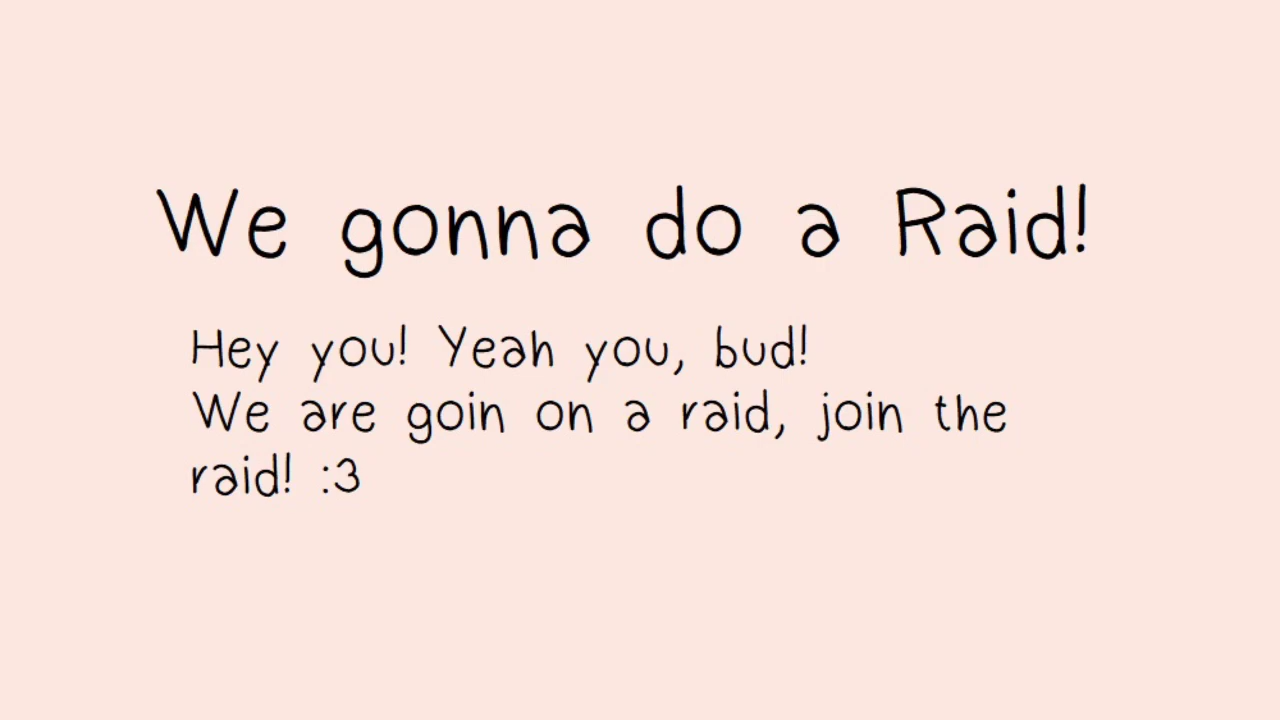 We gonna do a Raid!
Hey you! Yeah you, bud!
We are goin on a raid, join the
raid! :3